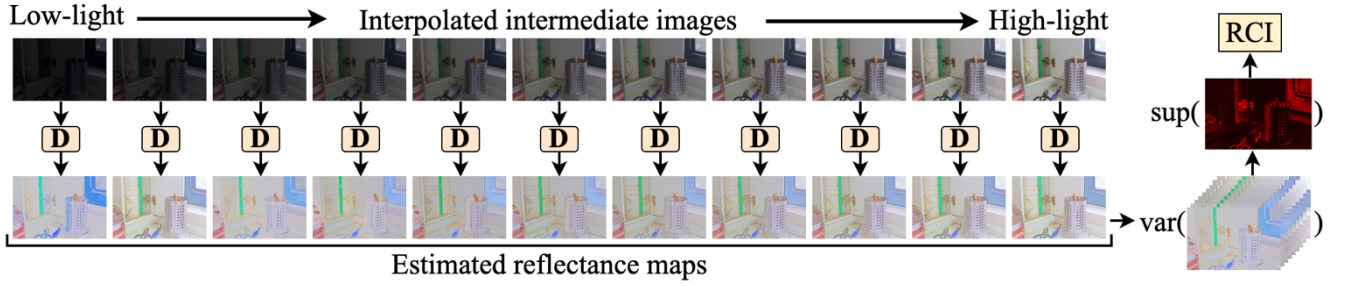 Low-light
Interpolated intermediate images
High-light
D D D D D D D D D D D
Estimated reflectance maps
RCI
sup( )
var( )